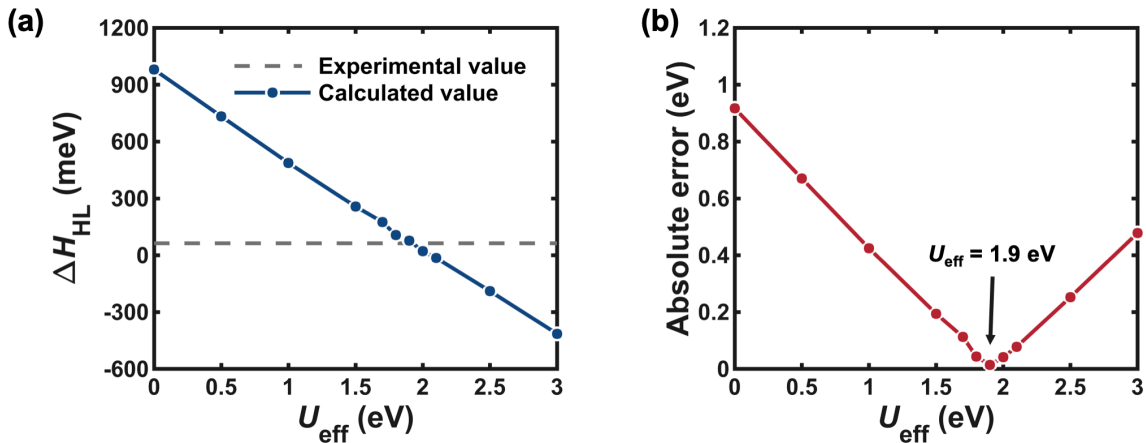 (a)
1200
900
600
300
0
-300
-600
ΔH_HL (meV)
Experimental value
Calculated value
0 0.5 1 1.5 2 2.5 3
U_eff (eV)
(b)
1.2
1
0.8
0.6
0.4
0.2
0
Absolute error (eV)
U_eff = 1.9 eV
0 0.5 1 1.5 2 2.5 3
U_eff (eV)